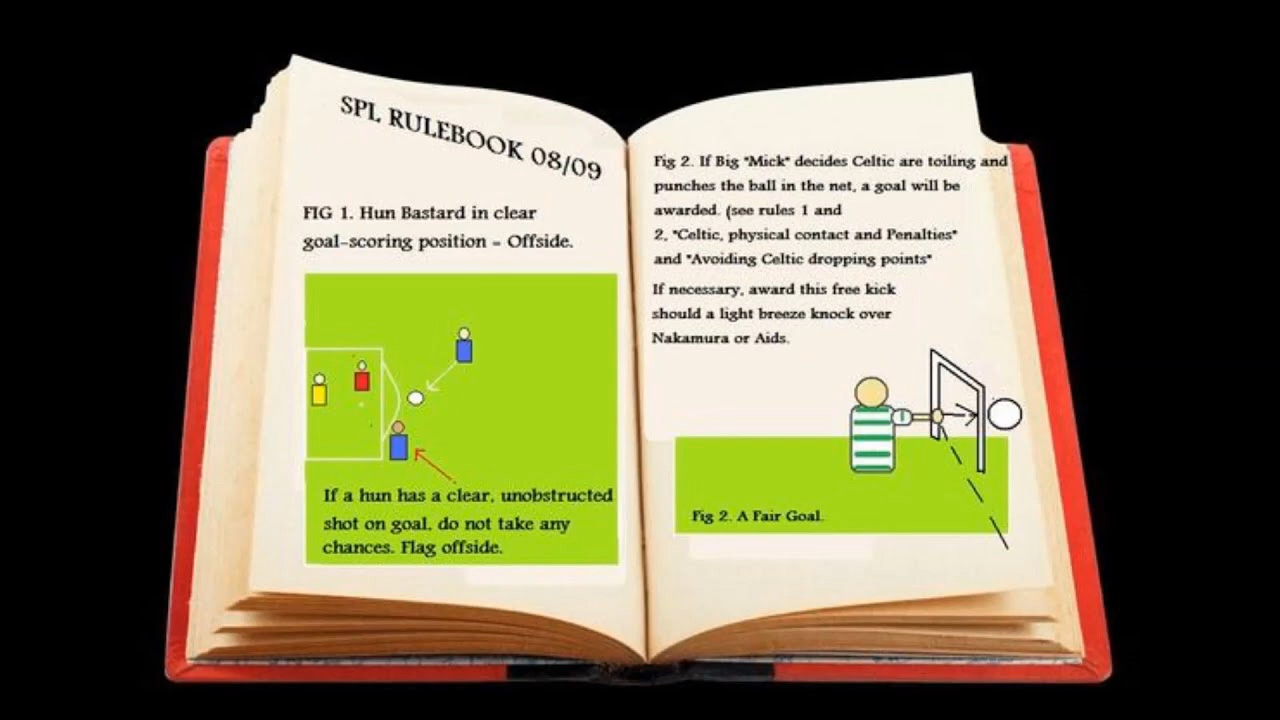 SPL RULEBOOK 08/09
FIG 1. Hun Bastard in clear
goal-scoring position = Offside.
If a hun has a clear, unobstructed
shot on goal, do not take any
chances. Flag offside.
Fig 2. If Big "Mick" decides Celtic are toiling and
punches the ball in the net, a goal will be
awarded. (see rules 1 and
2, "Celtic, physical contact and Penalties"
and "Avoiding Celtic dropping points"
If necessary, award this free kick
should a light breeze knock over
Nakamura or Aids.
Fig 2. A Fair Goal.